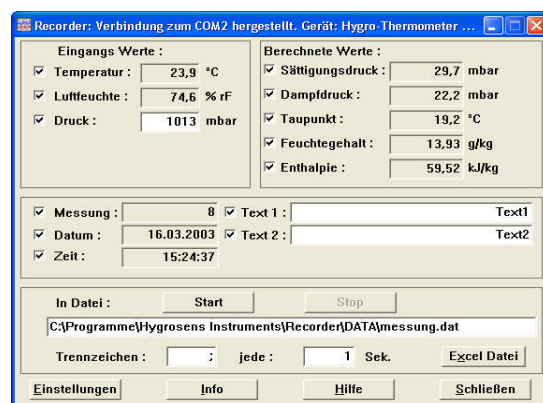 Recorder: Verbindung zum COM2 hergestellt. Gerät: Hygro-Thermometer ...
Eingangs Werte :
Temperatur : 23,9 °C
Luftfeuchte : 74,6 % rF
Druck : 1013 mbar
Berechnete Werte :
Sättigungsdruck : 29,7 mbar
Dampfdruck : 22,2 mbar
Taupunkt : 19,2 °C
Feuchtegehalt : 13,93 g/kg
Enthalpie : 59,52 kJ/kg
Messung : 8 Text 1 : Text1
Datum : 16.03.2003 Text 2 : Text2
Zeit : 15:24:37
In Datei : Start Stop
C:\Programme\Hygrosens Instruments\Recorder\DATA\messung.dat
Trennzeichen : ; jede : 1 Sek. Excel Datei
Einstellungen Info Hilfe Schließen